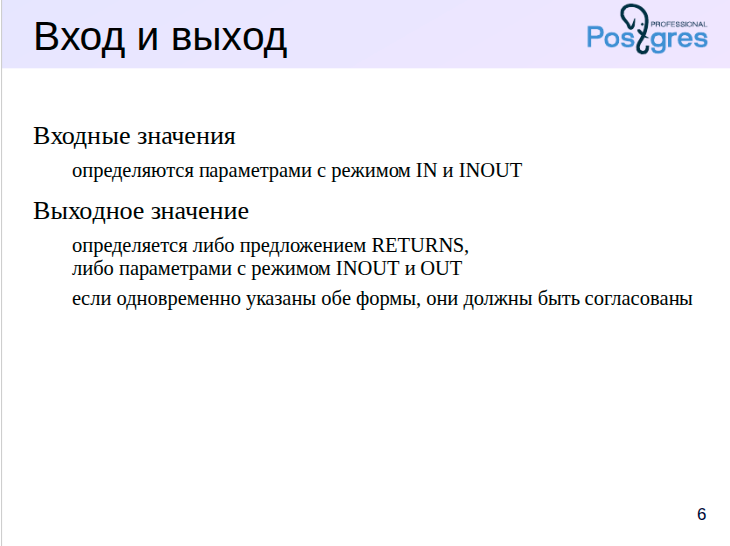 Вход и выход
PROFESSIONAL
Postgres
Входные значения
определяются параметрами с режимом IN и INOUT
Выходное значение
определяется либо предложением RETURNS,
либо параметрами с режимом INOUT и OUT
если одновременно указаны обе формы, они должны быть согласованы
6